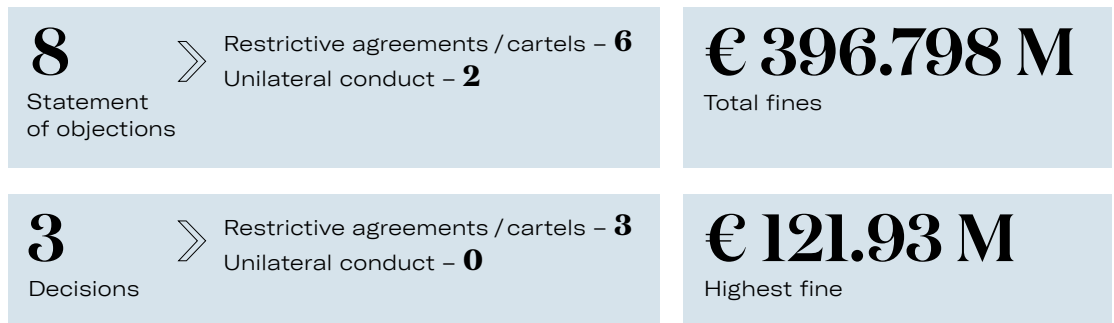 8
Statement
of objections
Restrictive agreements / cartels – 6
Unilateral conduct – 2
€ 396.798 M
Total fines
3
Decisions
Restrictive agreements / cartels – 3
Unilateral conduct – 0
€ 121.93 M
Highest fine